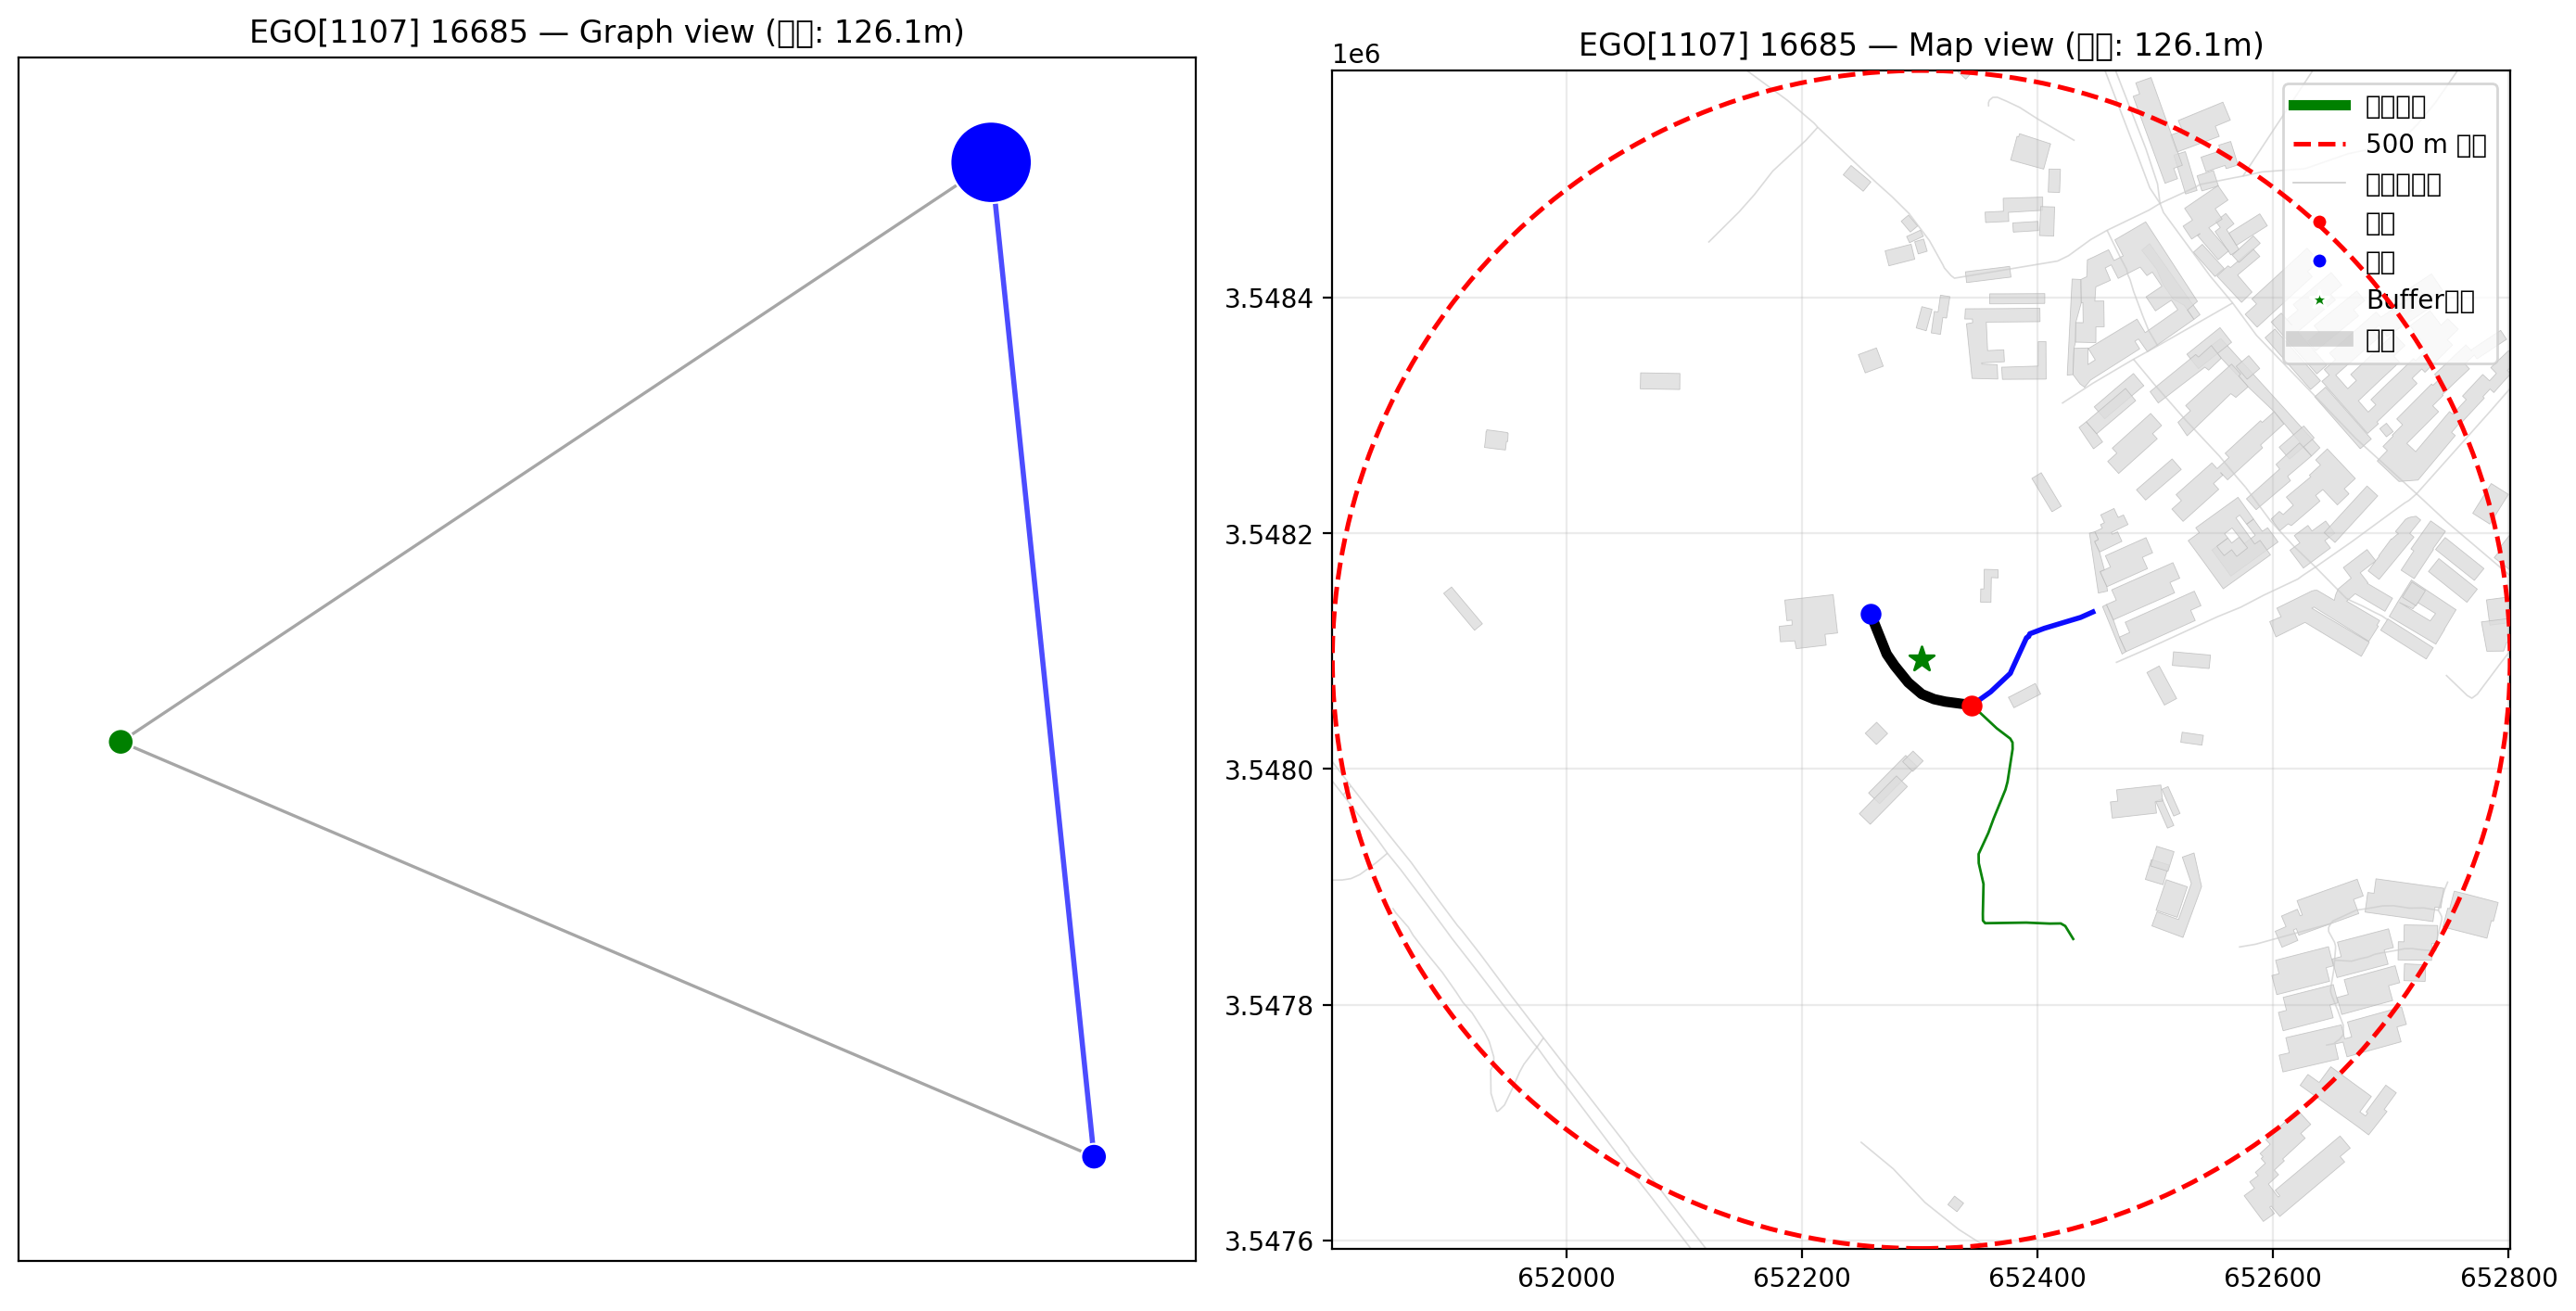 EGO[1107] 16685 — Graph view (: 126.1m)
EGO[1107] 16685 — Map view (: 126.1m)
1e6
500 m
Buffer
3.5484
3.5482
3.5480
3.5478
3.5476
652000
652200
652400
652600
652800